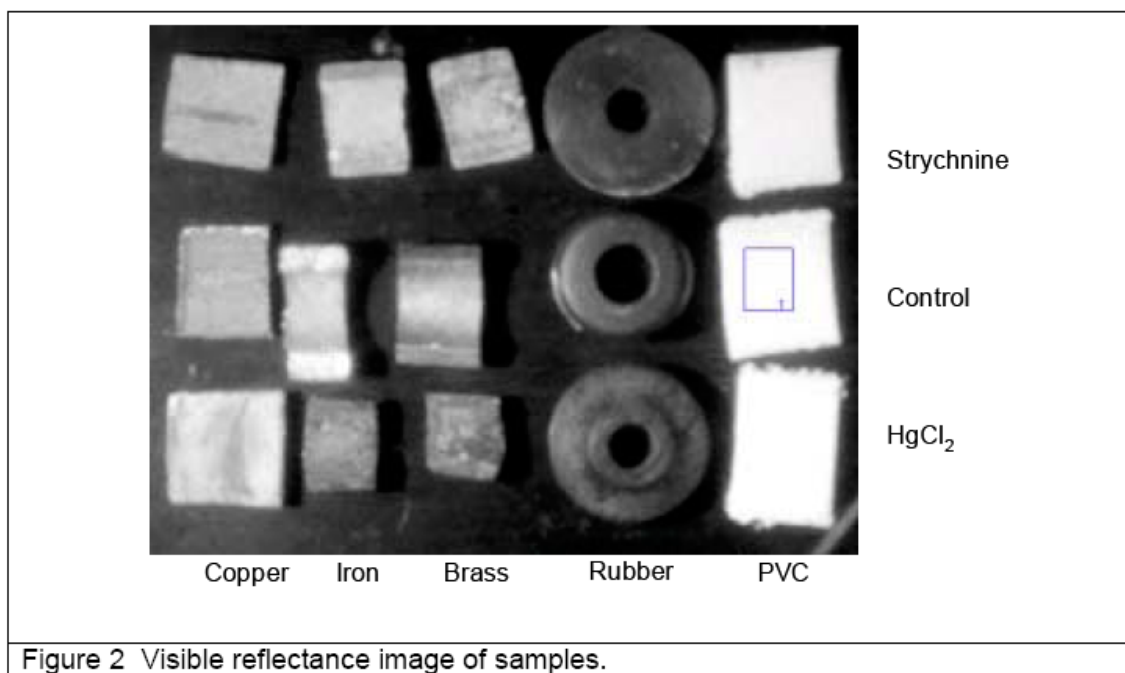 Strychnine
Control
HgCl₂
Copper Iron Brass Rubber PVC
Figure 2 Visible reflectance image of samples.